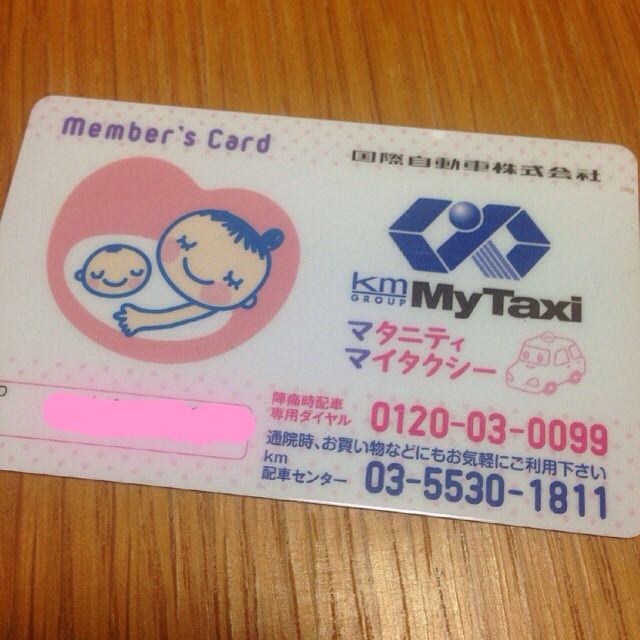 Member's Card
国際自動車株式会社
km
GROUP
MyTaxi
マタニティ
マイタクシー
陣痛時配車
専用ダイヤル
0120-03-0099
通院時、お買い物などにもお気軽にご利用下さい
km
配車センター
03-5530-1811